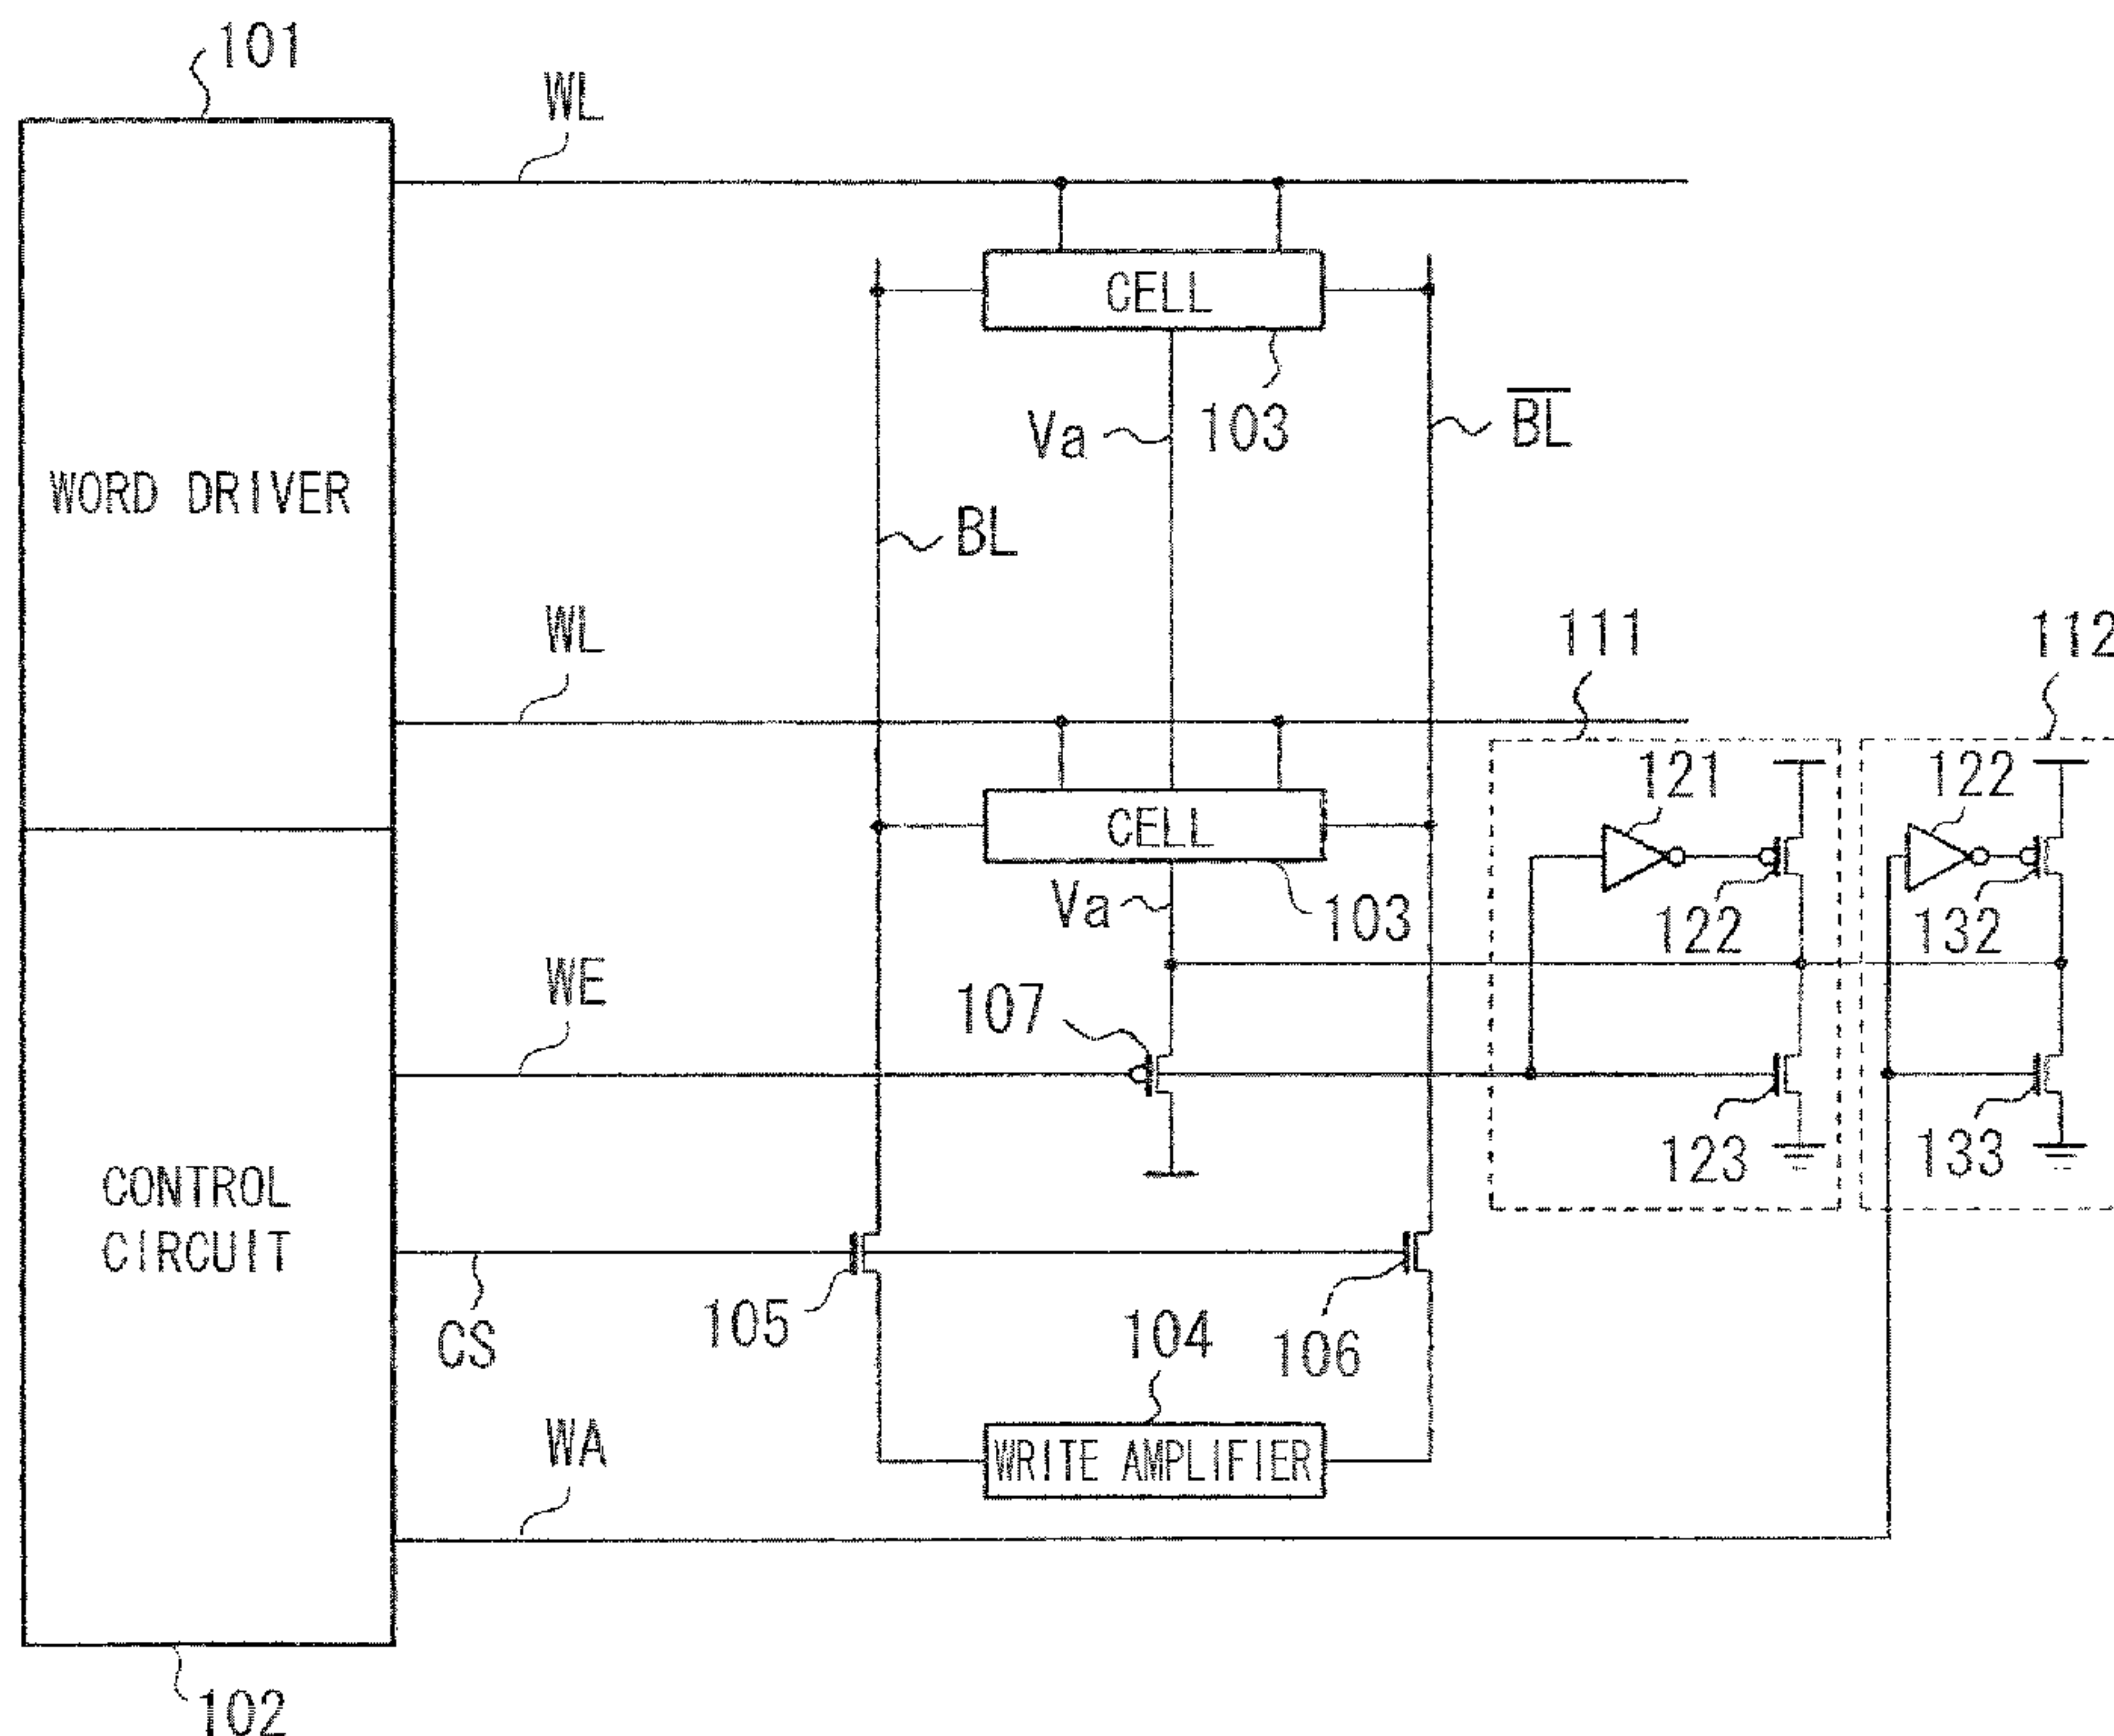 101
WL
CELL
103
Va
BL
BL
WORD DRIVER
WL
111
112
121
122
CELL
103
Va
122
132
WE
107
123
133
CONTROL
CIRCUIT
CS
105
104
106
WA
WRITE AMPLIFIER
102